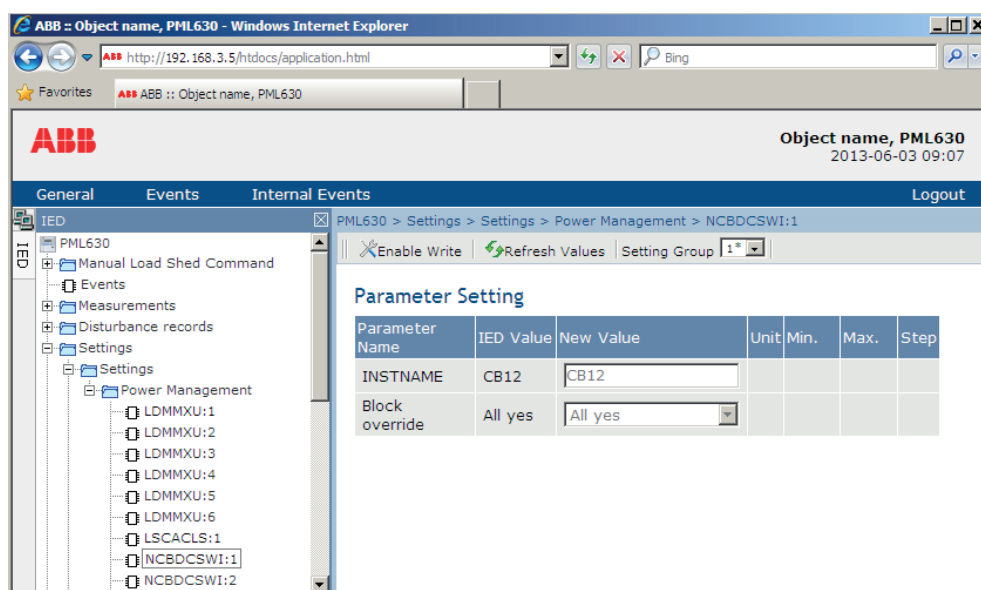 ABB :: Object name, PML630 - Windows Internet Explorer
ABB http://192.168.3.5/htdocs/application.html
Bing
Favorites
ABB ABB :: Object name, PML630
ABB
Object name, PML630
2013-06-03 09:07
General Events Internal Events Logout
IED
IED
PML630
Manual Load Shed Command
Events
Measurements
Disturbance records
Settings
Settings
Power Management
LDMMXU:1
LDMMXU:2
LDMMXU:3
LDMMXU:4
LDMMXU:5
LDMMXU:6
LSCACLS:1
NCBDCSWI:1
NCBDCSWI:2
PML630 > Settings > Settings > Power Management > NCBDCSWI:1
Enable Write Refresh Values Setting Group 1*
Parameter Setting
Parameter Name IED Value New Value Unit Min. Max. Step
INSTNAME CB12 CB12
Block override All yes All yes